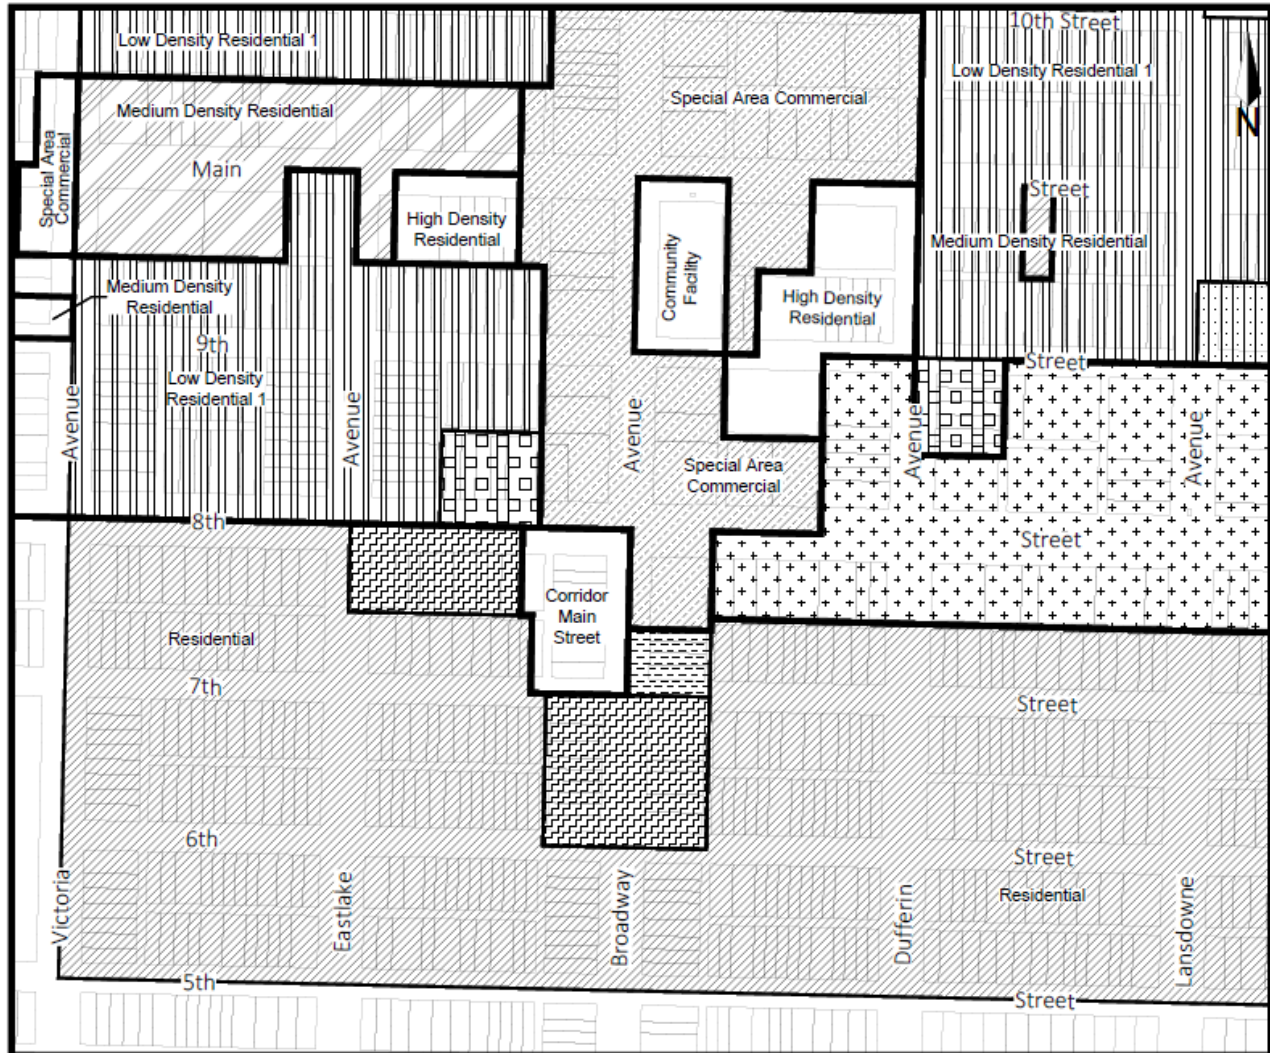 10th Street
Low Density Residential 1
Low Density Residential 1
Special Area Commercial
Medium Density Residential
N
Main
Street
Special Area
Commercial
High Density
Residential
Medium Density Residential
Community
Facility
Medium Density
Residential
High Density
Residential
9th
Street
Low Density
Residential 1
Avenue
Avenue
Avenue
Avenue
Avenue
Special Area
Commercial
8th
Street
Corridor
Main
Street
Residential
7th
Street
6th
Street
Residential
Victoria
Eastlake
Broadway
Dufferin
Lansdowne
5th
Street